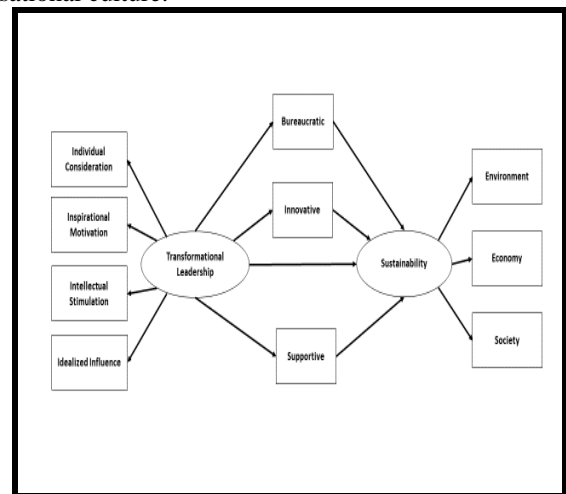 Bureaucratic
Individual
Consideration
Environment
Innovative
Inspirational
Motivation
Transformational
Leadership
Sustainability
Economy
Intellectual
Stimulation
Society
Supportive
Idealized Influence